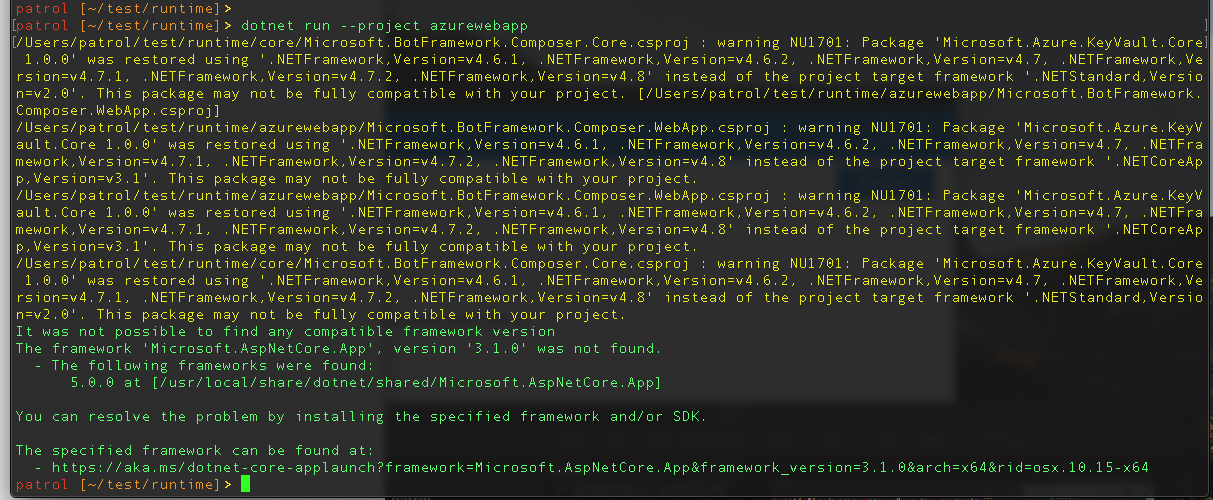 patrol [~/test/runtime]>
[patrol [~/test/runtime]> dotnet run --project azurewebapp ]
[/Users/patrol/test/runtime/core/Microsoft.BotFramework.Composer.Core.csproj : warning NU1701: Package 'Microsoft.Azure.KeyVault.Core]
 1.0.0' was restored using '.NETFramework,Version=v4.6.1, .NETFramework,Version=v4.6.2, .NETFramework,Version=v4.7, .NETFramework,Ve
rsion=v4.7.1, .NETFramework,Version=v4.7.2, .NETFramework,Version=v4.8' instead of the project target framework '.NETStandard,Versio
n=v2.0'. This package may not be fully compatible with your project. [/Users/patrol/test/runtime/azurewebapp/Microsoft.BotFramework.
Composer.WebApp.csproj]
/Users/patrol/test/runtime/azurewebapp/Microsoft.BotFramework.Composer.WebApp.csproj : warning NU1701: Package 'Microsoft.Azure.KeyV
ault.Core 1.0.0' was restored using '.NETFramework,Version=v4.6.1, .NETFramework,Version=v4.6.2, .NETFramework,Version=v4.7, .NETFra
mework,Version=v4.7.1, .NETFramework,Version=v4.7.2, .NETFramework,Version=v4.8' instead of the project target framework '.NETCoreAp
p,Version=v3.1'. This package may not be fully compatible with your project.
/Users/patrol/test/runtime/azurewebapp/Microsoft.BotFramework.Composer.WebApp.csproj : warning NU1701: Package 'Microsoft.Azure.KeyV
ault.Core 1.0.0' was restored using '.NETFramework,Version=v4.6.1, .NETFramework,Version=v4.6.2, .NETFramework,Version=v4.7, .NETFra
mework,Version=v4.7.1, .NETFramework,Version=v4.7.2, .NETFramework,Version=v4.8' instead of the project target framework '.NETCoreAp
p,Version=v3.1'. This package may not be fully compatible with your project.
/Users/patrol/test/runtime/core/Microsoft.BotFramework.Composer.Core.csproj : warning NU1701: Package 'Microsoft.Azure.KeyVault.Core
 1.0.0' was restored using '.NETFramework,Version=v4.6.1, .NETFramework,Version=v4.6.2, .NETFramework,Version=v4.7, .NETFramework,Ve
rsion=v4.7.1, .NETFramework,Version=v4.7.2, .NETFramework,Version=v4.8' instead of the project target framework '.NETStandard,Versio
n=v2.0'. This package may not be fully compatible with your project.
It was not possible to find any compatible framework version
The framework 'Microsoft.AspNetCore.App', version '3.1.0' was not found.
  - The following frameworks were found:
      5.0.0 at [/usr/local/share/dotnet/shared/Microsoft.AspNetCore.App]

You can resolve the problem by installing the specified framework and/or SDK.

The specified framework can be found at:
  - https://aka.ms/dotnet-core-applaunch?framework=Microsoft.AspNetCore.App&framework_version=3.1.0&arch=x64&rid=osx.10.15-x64
patrol [~/test/runtime]>